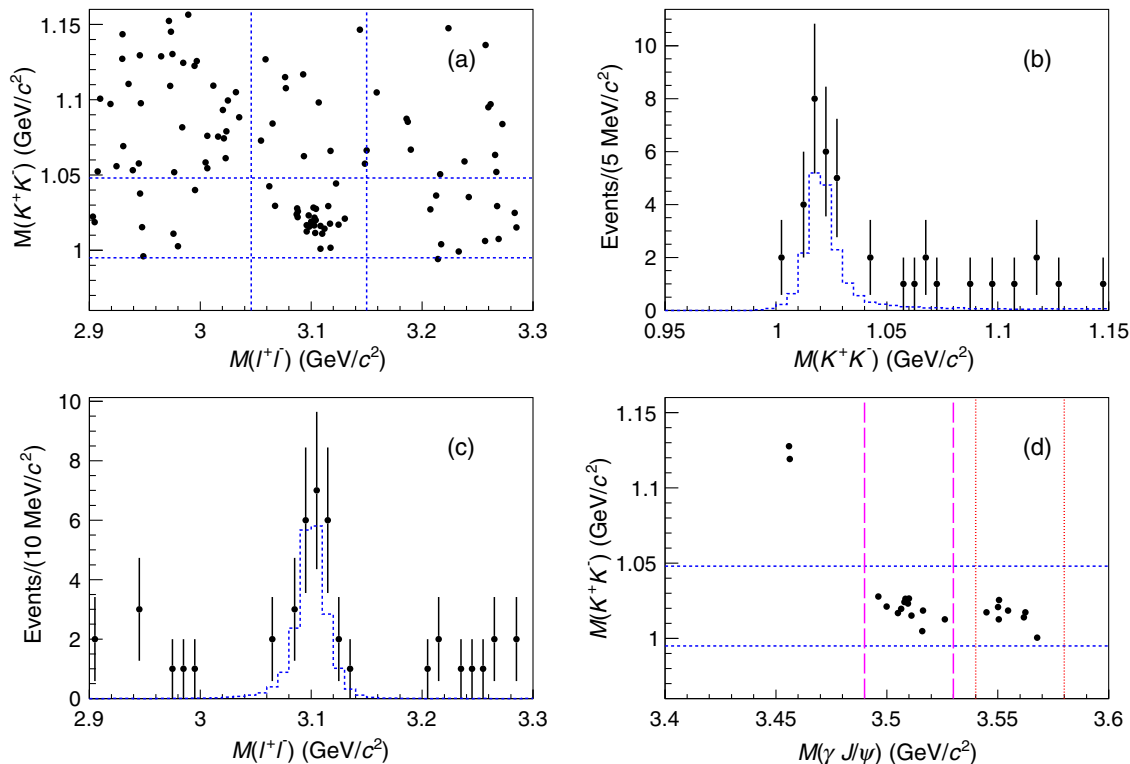 1.15
1.1
1.05
1
M(K⁺K⁻) (GeV/c²)
(a)
2.9 3 3.1 3.2 3.3
M(l⁺l⁻) (GeV/c²)
10
8
6
4
2
0
Events/(5 MeV/c²)
(b)
0.95 1 1.05 1.1 1.15
M(K⁺K⁻) (GeV/c²)
10
8
6
4
2
0
Events/(10 MeV/c²)
(c)
2.9 3 3.1 3.2 3.3
M(l⁺l⁻) (GeV/c²)
1.15
1.1
1.05
1
M(K⁺K⁻) (GeV/c²)
(d)
3.4 3.45 3.5 3.55 3.6
M(γ J/ψ) (GeV/c²)